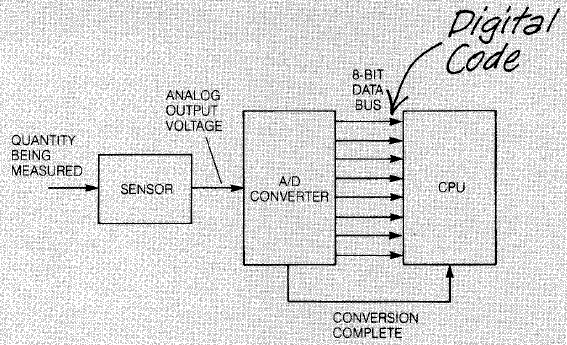 Digital
Code
8-BIT
DATA
BUS
ANALOG
OUTPUT
VOLTAGE
QUANTITY
BEING
MEASURED
SENSOR
A/D
CONVERTER
CPU
CONVERSION
COMPLETE